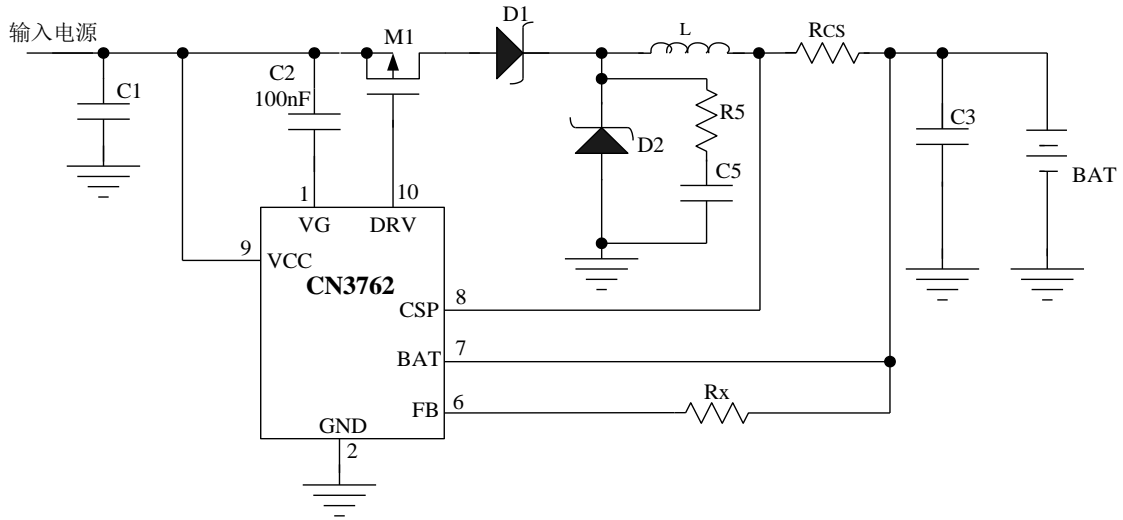 输入电源
M1
D1
L
RCS
C1
C2
100nF
R5
D2
C5
C3
BAT
1
10
VG
DRV
9
VCC
CN3762
CSP
8
BAT
7
FB
6
Rx
GND
2